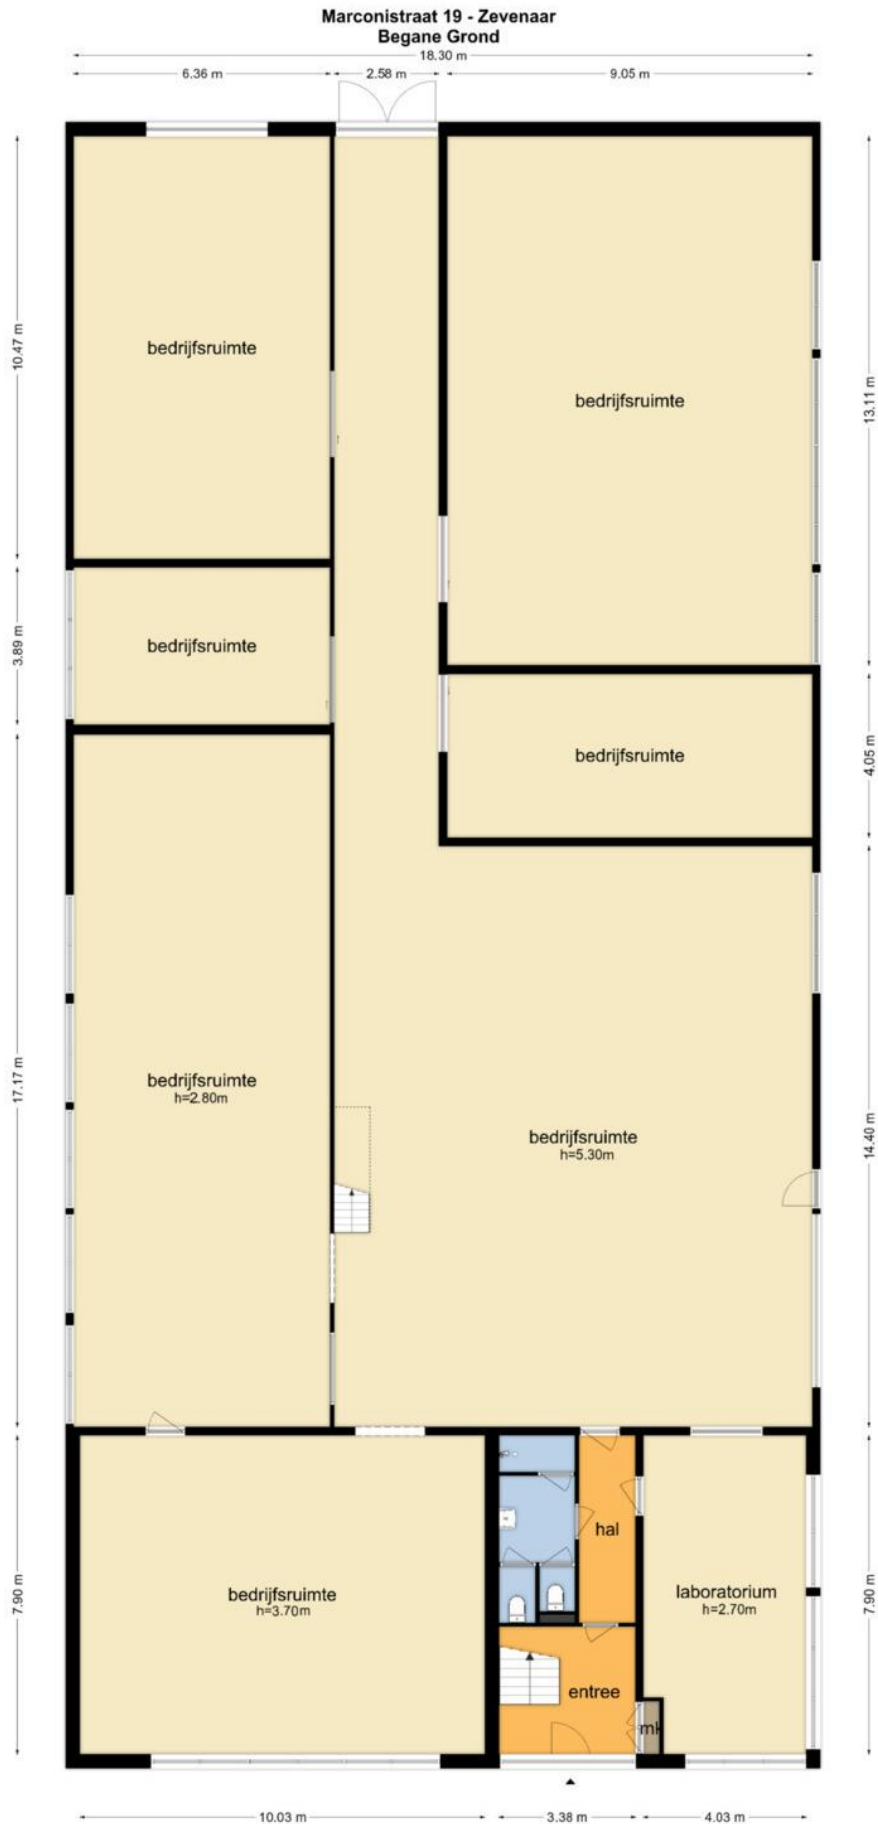 Marconistraat 19 - Zevenaar
Begane Grond
18.30 m
6.36 m
2.58 m
9.05 m
10.47 m
13.11 m
bedrijfsruimte
bedrijfsruimte
3.89 m
bedrijfsruimte
4.05 m
bedrijfsruimte
17.17 m
bedrijfsruimte
h=2.80m
14.40 m
bedrijfsruimte
h=5.30m
7.90 m
bedrijfsruimte
h=3.70m
hal
laboratorium
h=2.70m
7.90 m
entree
mk
10.03 m
3.38 m
4.03 m